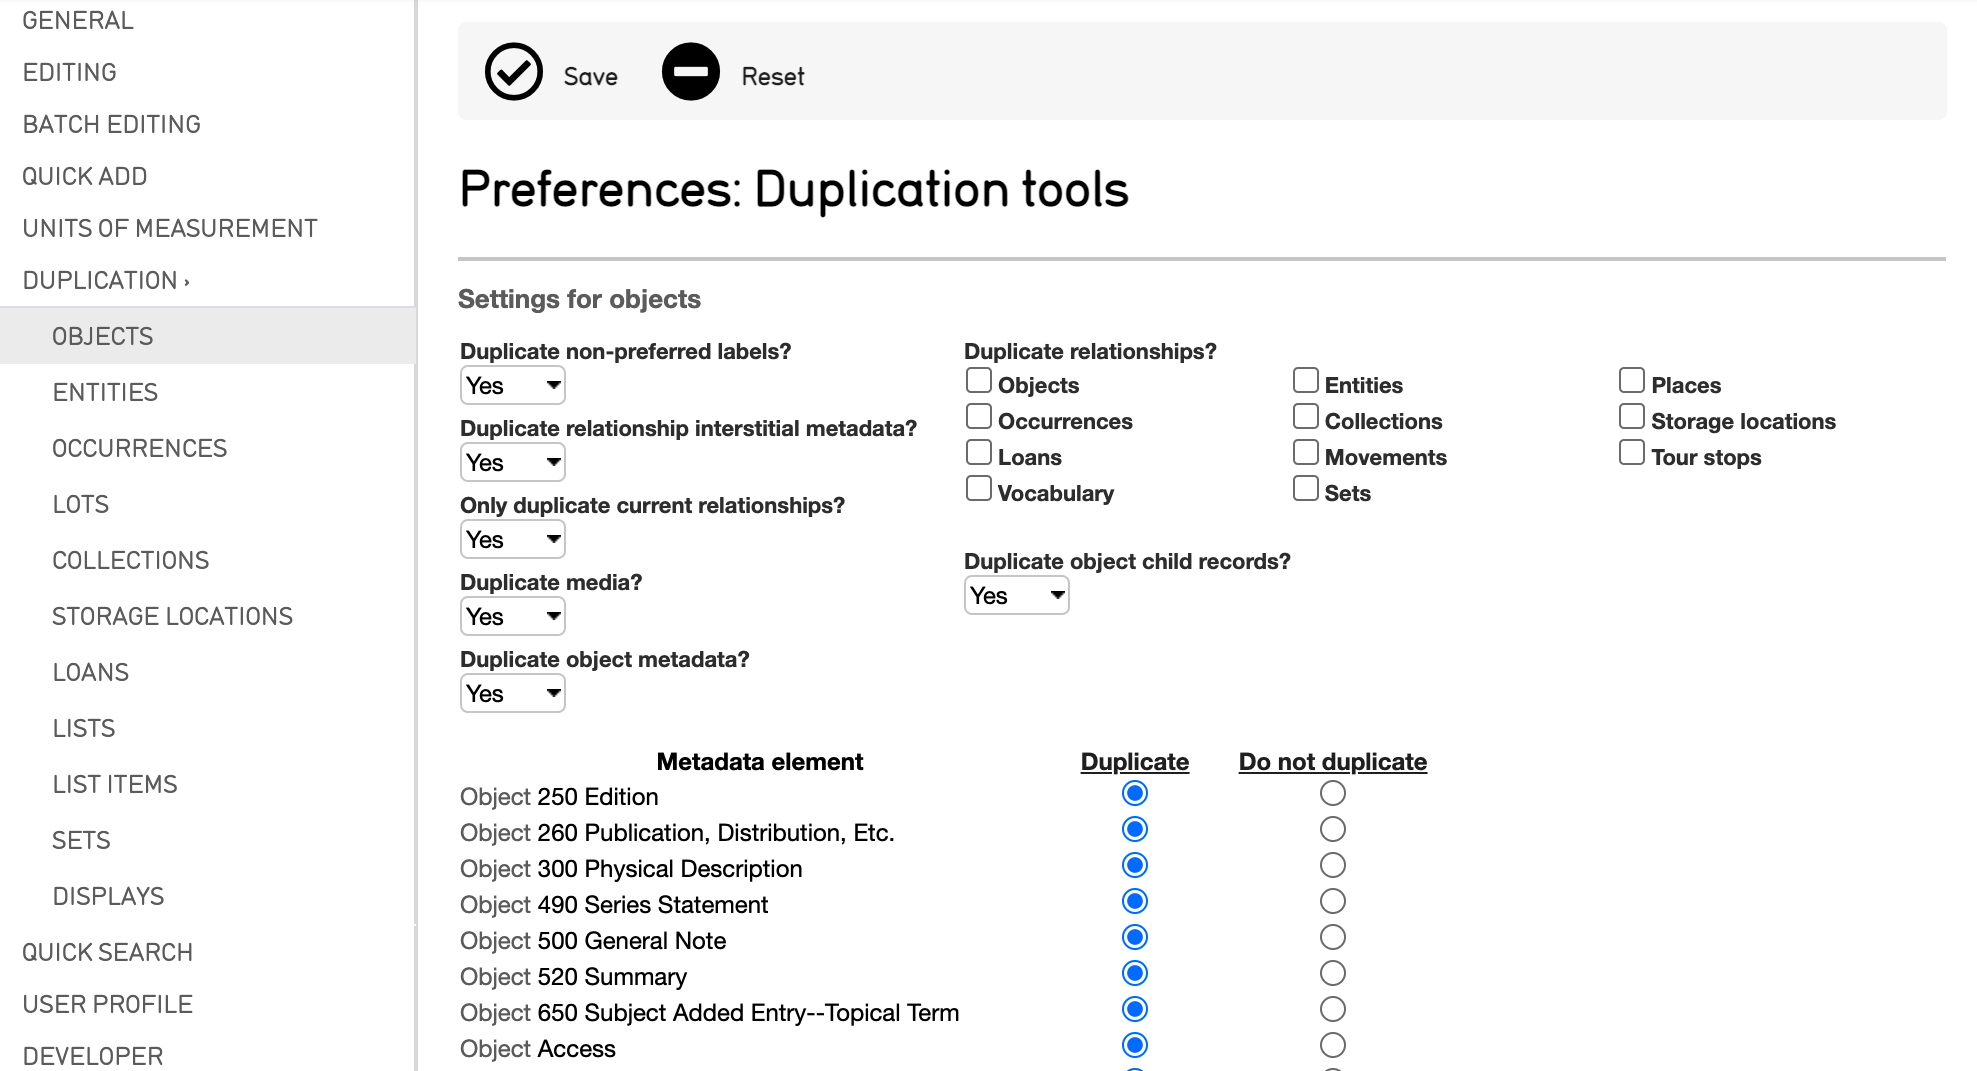 GENERAL
EDITING
BATCH EDITING
QUICK ADD
UNITS OF MEASUREMENT
DUPLICATION ›
OBJECTS
ENTITIES
OCCURRENCES
LOTS
COLLECTIONS
STORAGE LOCATIONS
LOANS
LISTS
LIST ITEMS
SETS
DISPLAYS
QUICK SEARCH
USER PROFILE
DEVELOPER
Save Reset
Preferences: Duplication tools
Settings for objects
Duplicate non-preferred labels?
Yes
Duplicate relationship interstitial metadata?
Yes
Only duplicate current relationships?
Yes
Duplicate media?
Yes
Duplicate object metadata?
Yes
Duplicate relationships?
Objects Entities Places
Occurrences Collections Storage locations
Loans Movements Tour stops
Vocabulary Sets
Duplicate object child records?
Yes
Metadata element Duplicate Do not duplicate
Object 250 Edition
Object 260 Publication, Distribution, Etc.
Object 300 Physical Description
Object 490 Series Statement
Object 500 General Note
Object 520 Summary
Object 650 Subject Added Entry--Topical Term
Object Access